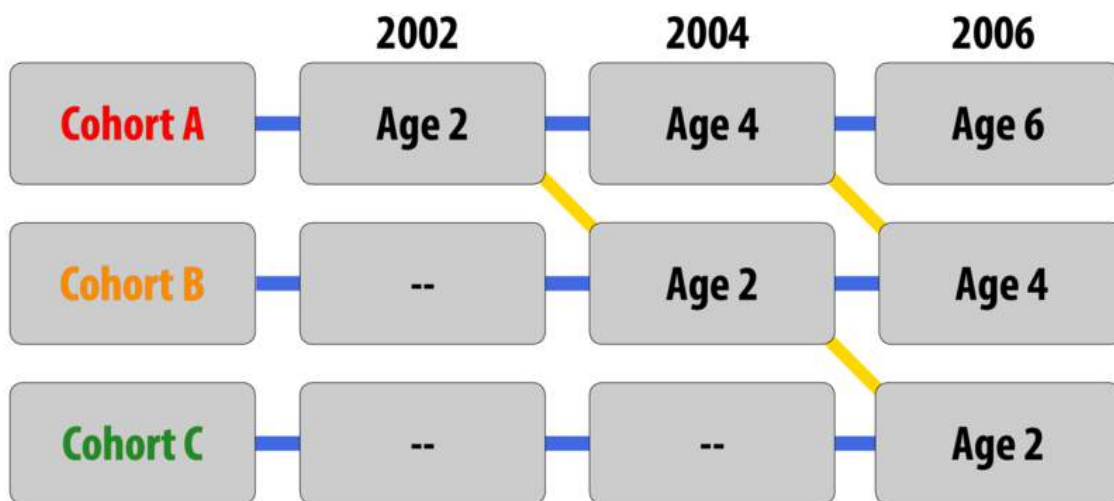 2002 2004 2006
Cohort A Age 2 Age 4 Age 6
Cohort B -- Age 2 Age 4
Cohort C -- -- Age 2